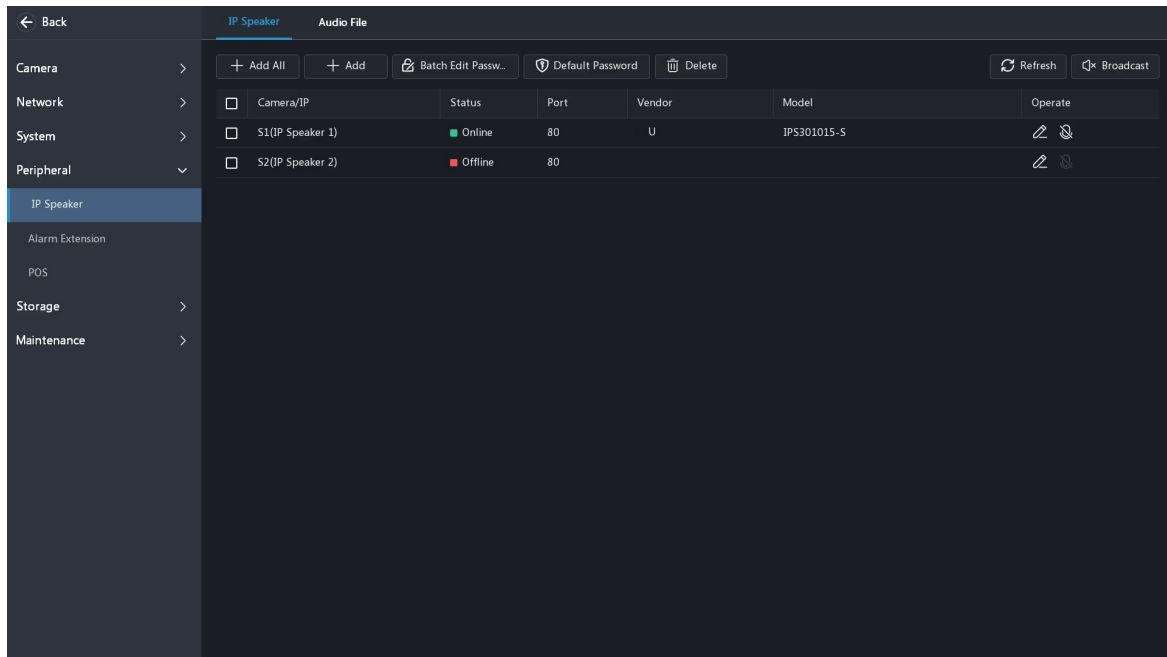 Back
IP Speaker Audio File
Camera
Network
System
Peripheral
IP Speaker
Alarm Extension
POS
Storage
Maintenance
Add All Add Batch Edit Passw... Default Password Delete Refresh Broadcast
Camera/IP Status Port Vendor Model Operate
S1(IP Speaker 1) Online 80 U IPS301015-S
S2(IP Speaker 2) Offline 80